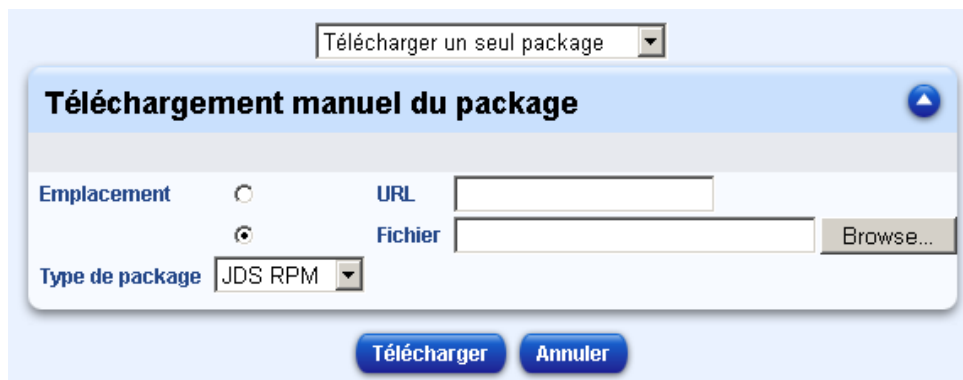 Télécharger un seul package
Téléchargement manuel du package
Emplacement URL
Fichier Browse...
Type de package JDS RPM
Télécharger Annuler